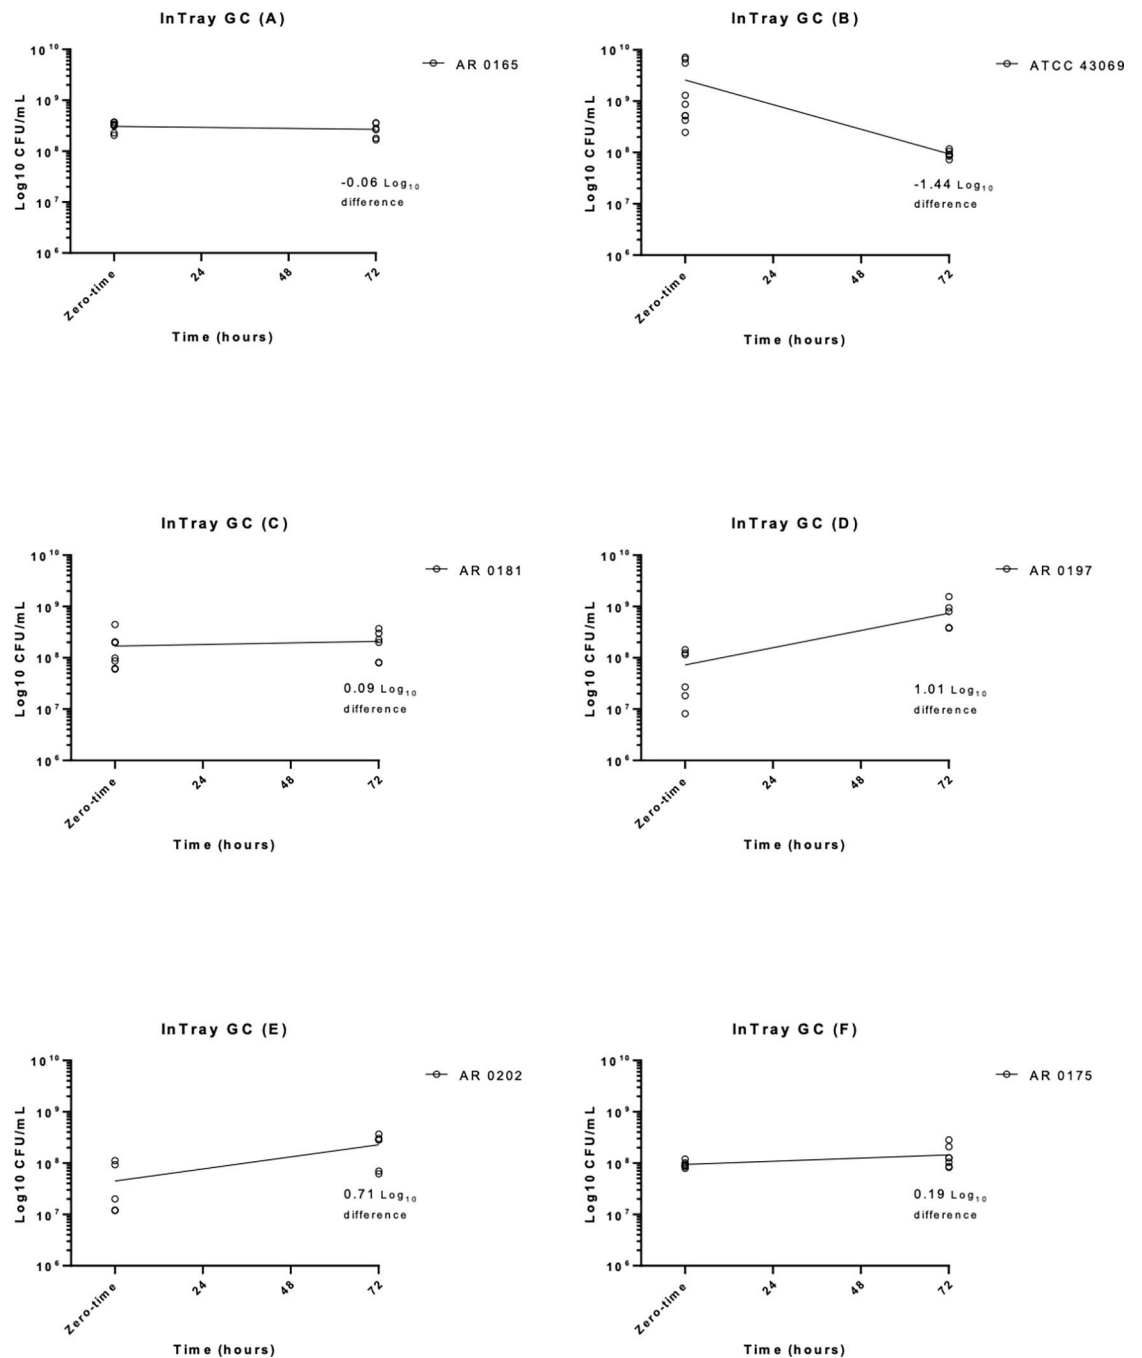 InTray GC (A)
AR 0165
Log10 CFU/mL
10^10
10^9
10^8
10^7
10^6
-0.06 Log₁₀
difference
Zero-time
24
48
72
Time (hours)
InTray GC (B)
ATCC 43069
Log10 CFU/mL
10^10
10^9
10^8
10^7
10^6
-1.44 Log₁₀
difference
Zero-time
24
48
72
Time (hours)
InTray GC (C)
AR 0181
Log10 CFU/mL
10^10
10^9
10^8
10^7
10^6
0.09 Log₁₀
difference
Zero-time
24
48
72
Time (hours)
InTray GC (D)
AR 0197
Log10 CFU/mL
10^10
10^9
10^8
10^7
10^6
1.01 Log₁₀
difference
Zero-time
24
48
72
Time (hours)
InTray GC (E)
AR 0202
Log10 CFU/mL
10^10
10^9
10^8
10^7
10^6
0.71 Log₁₀
difference
Zero-time
24
48
72
Time (hours)
InTray GC (F)
AR 0175
Log10 CFU/mL
10^10
10^9
10^8
10^7
10^6
0.19 Log₁₀
difference
Zero-time
24
48
72
Time (hours)